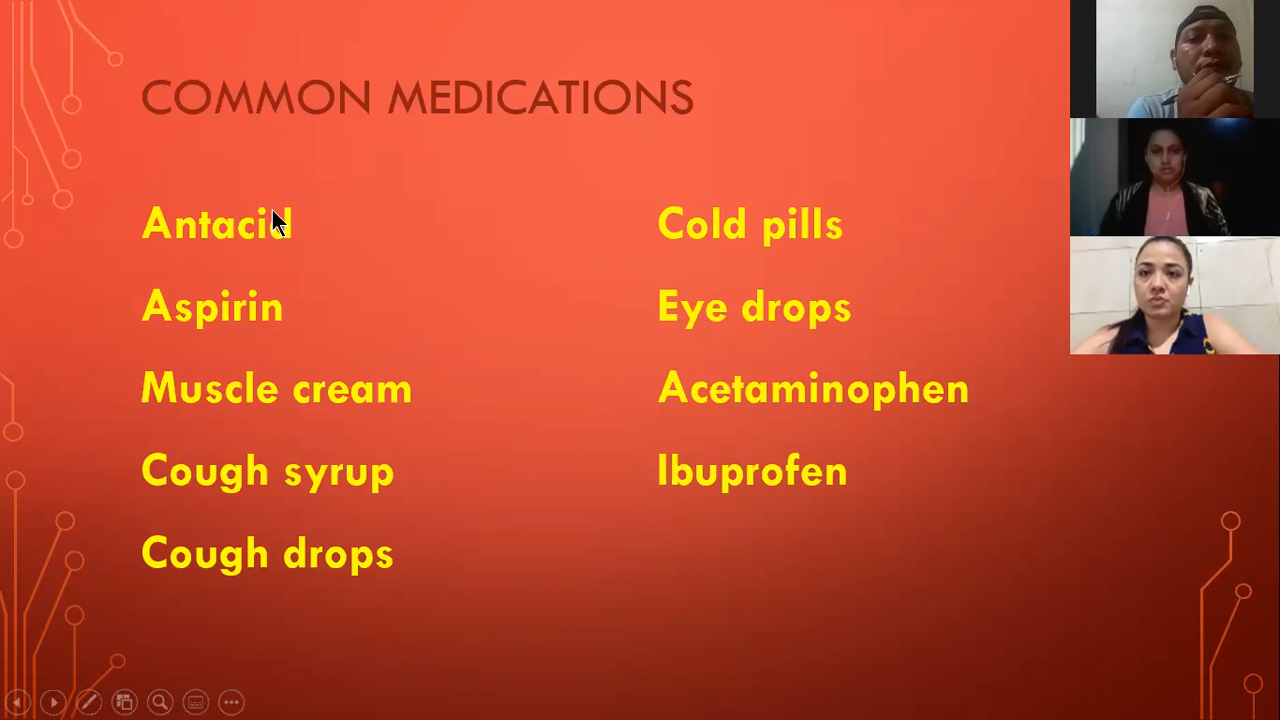 COMMON MEDICATIONS
Antacid
Aspirin
Muscle cream
Cough syrup
Cough drops
Cold pills
Eye drops
Acetaminophen
Ibuprofen